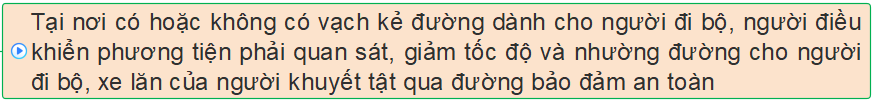 Tại nơi có hoặc không có vạch kẻ đường dành cho người đi bộ, người điều
khiển phương tiện phải quan sát, giảm tốc độ và nhường đường cho người
đi bộ, xe lăn của người khuyết tật qua đường bảo đảm an toàn